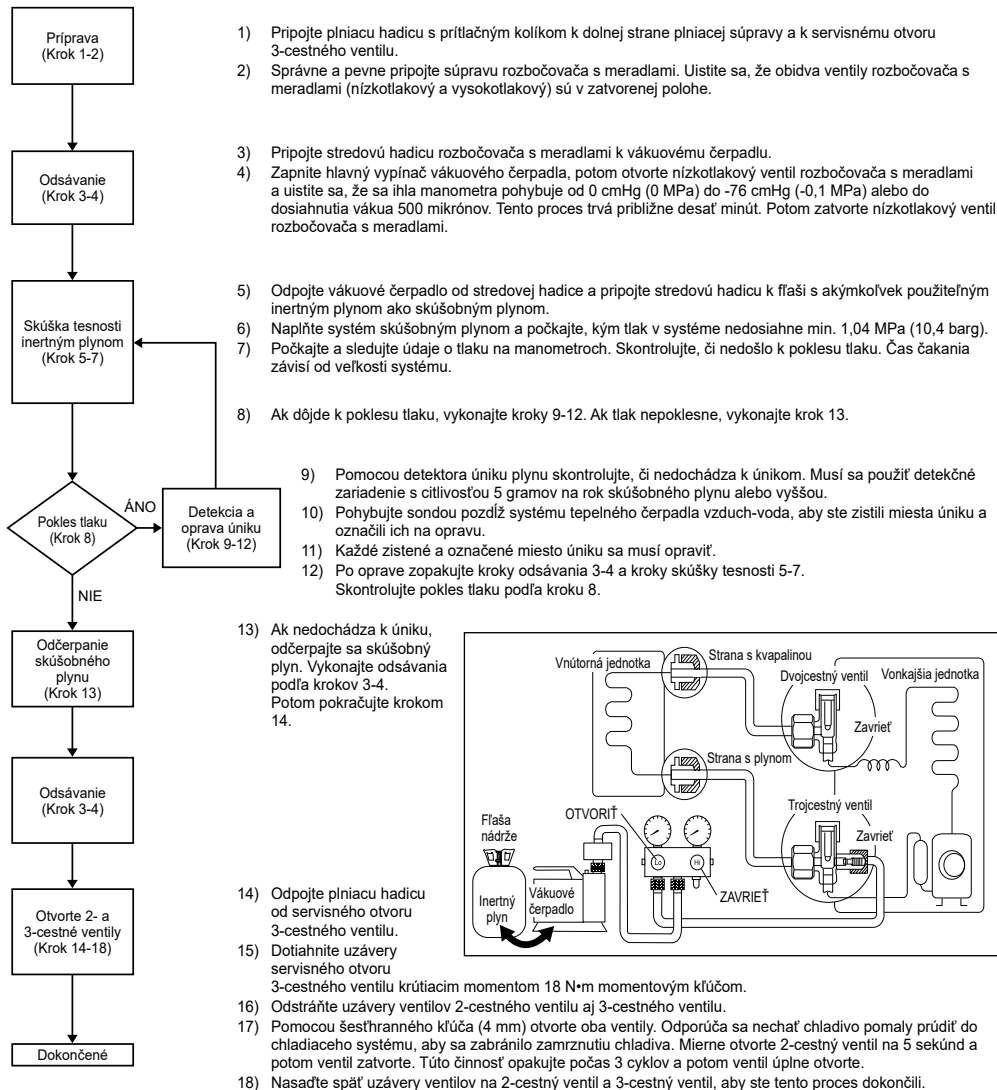 Príprava
(Krok 1-2)
1) Pripojte plniacu hadicu s prítlačným kolíkom k dolnej strane plniacej súpravy a k servisnému otvoru
3-cestného ventilu.
2) Správne a pevne pripojte súpravu rozbočovača s meradlami. Uistite sa, že obidva ventily rozbočovača s
meradlami (nízkotlakový a vysokotlakový) sú v zatvorenej polohe.
Odsávanie
(Krok 3-4)
3) Pripojte stredovú hadicu rozbočovača s meradlami k vákuovému čerpadlu.
4) Zapnite hlavný vypínač vákuového čerpadla, potom otvorte nízkotlakový ventil rozbočovača s meradlami
a uistite sa, že sa ihla manometra pohybuje od 0 cmHg (0 MPa) do -76 cmHg (-0,1 MPa) alebo do
dosiahnutia vákua 500 mikrónov. Tento proces trvá približne desať minút. Potom zatvorte nízkotlakový ventil
rozbočovača s meradlami.
Skúška tesnosti
inertným plynom
(Krok 5-7)
5) Odpojte vákuové čerpadlo od stredovej hadice a pripojte stredovú hadicu k fľaši s akýmkoľvek použiteľným
inertným plynom ako skúšobným plynom.
6) Naplňte systém skúšobným plynom a počkajte, kým tlak v systéme nedosiahne min. 1,04 MPa (10,4 barg).
7) Počkajte a sledujte údaje o tlaku na manometroch. Skontrolujte, či nedošlo k poklesu tlaku. Čas čakania
závisí od veľkosti systému.
8) Ak dôjde k poklesu tlaku, vykonajte kroky 9-12. Ak tlak nepoklesne, vykonajte krok 13.
Pokles tlaku
(Krok 8)
ÁNO
NIE
Detekcia a
oprava úniku
(Krok 9-12)
9) Pomocou detektora úniku plynu skontrolujte, či nedochádza k únikom. Musí sa použiť detekčné
zariadenie s citlivosťou 5 gramov na rok skúšobného plynu alebo vyššou.
10) Pohybujte sondou pozdĺž systému tepelného čerpadla vzduch-voda, aby ste zistili miesta úniku a
označili ich na opravu.
11) Každé zistené a označené miesto úniku sa musí opraviť.
12) Po oprave zopakujte kroky odsávania 3-4 a kroky skúšky tesnosti 5-7.
Skontrolujte pokles tlaku podľa kroku 8.
Odčerpanie
skúšobného
plynu
(Krok 13)
13) Ak nedochádza k úniku,
odčerpajte sa skúšobný
plyn. Vykonajte odsávania
podľa krokov 3-4.
Potom pokračujte krokom
14.
Vnútorná jednotka
Strana s kvapalinou
Dvojcestný ventil
Vonkajšia jednotka
Zavrieť
Strana s plynom
Trojcestný ventil
Zavrieť
OTVORIŤ
Fľaša
nádrže
Lo
Hi
ZAVRIEŤ
Inertný
plyn
Vákuové
čerpadlo
Odsávanie
(Krok 3-4)
Otvorte 2- a
3-cestné ventily
(Krok 14-18)
14) Odpojte plniacu hadicu
od servisného otvoru
3-cestného ventilu.
15) Dotiahnite uzávery
servisného otvoru
3-cestného ventilu krútiacim momentom 18 N•m momentovým kľúčom.
16) Odstráňte uzávery ventilov 2-cestného ventilu aj 3-cestného ventilu.
17) Pomocou šesťhranného kľúča (4 mm) otvorte oba ventily. Odporúča sa nechať chladivo pomaly prúdiť do
chladiaceho systému, aby sa zabránilo zamrznutiu chladiva. Mierne otvorte 2-cestný ventil na 5 sekúnd a
potom ventil zatvorte. Túto činnosť opakujte počas 3 cyklov a potom ventil úplne otvorte.
18) Nasaďte späť uzávery ventilov na 2-cestný ventil a 3-cestný ventil, aby ste tento proces dokončili.
Dokončené